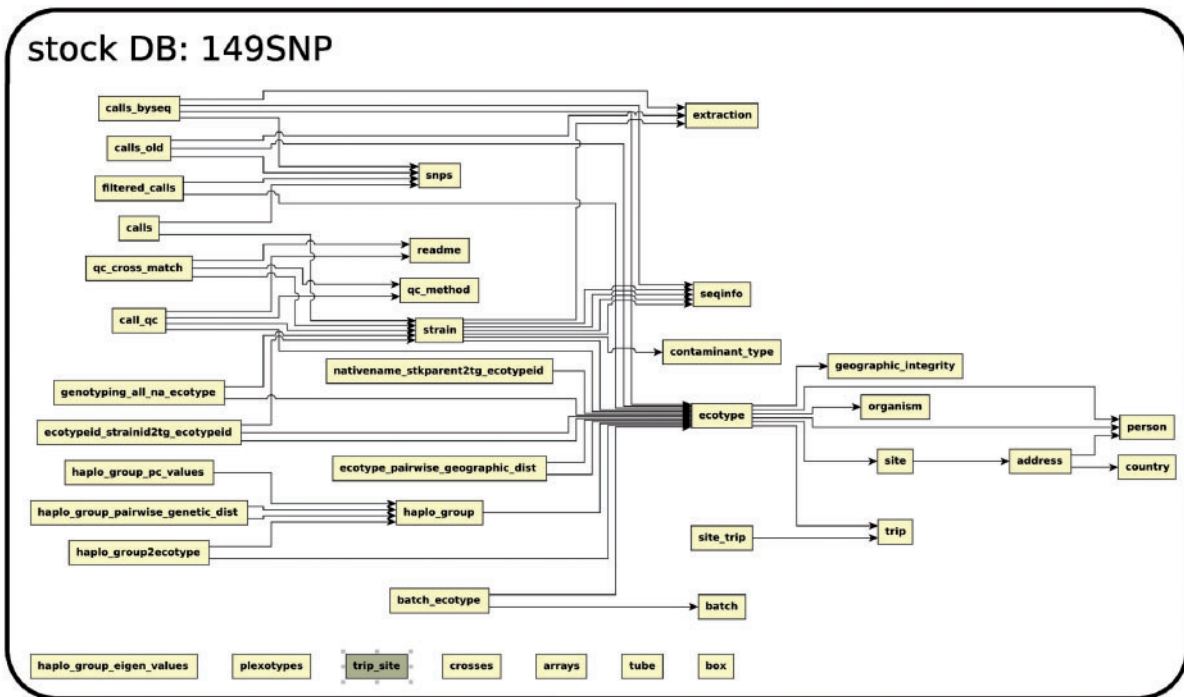 stock DB: 149SNP
calls_byseq
extraction
calls_old
snps
filtered_calls
calls
readme
qc_cross_match
qc_method
seqinfo
call_qc
strain
contaminant_type
nativename_stkparent2tg_ecotypeid
geographic_integrity
genotyping_all_na_ecotype
ecotype
organism
person
ecotypeid_strainid2tg_ecotypeid
haplo_group_pc_values
ecotype_pairwise_geographic_dist
site
address
country
haplo_group_pairwise_genetic_dist
haplo_group
trip
site_trip
haplo_group2ecotype
batch_ecotype
batch
haplo_group_eigen_values
plexotypes
trip_site
crosses
arrays
tube
box